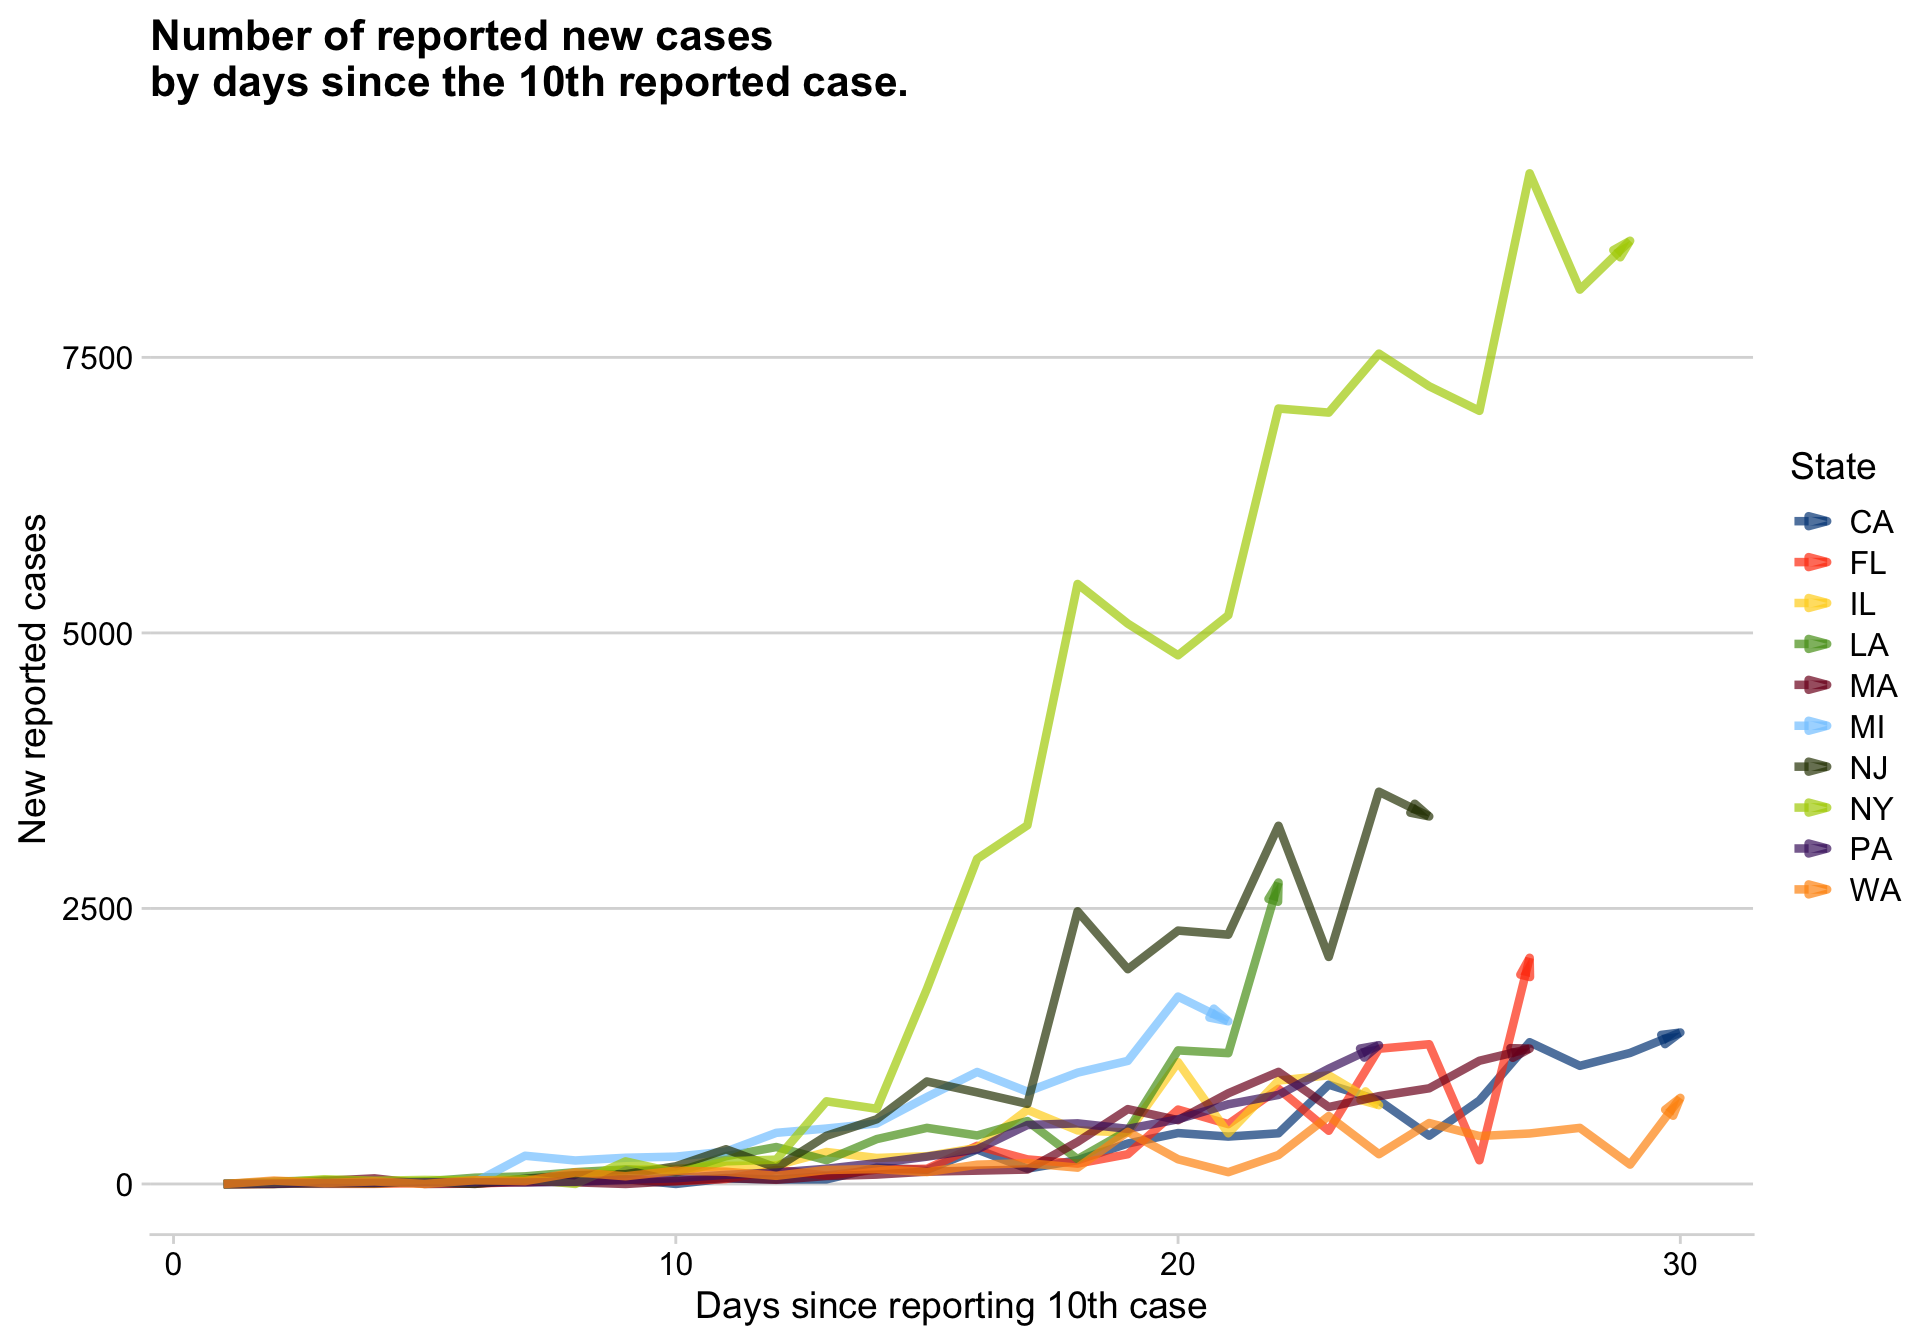 Number of reported new cases
by days since the 10th reported case.
New reported cases
7500
5000
2500
0
0 10 20 30
Days since reporting 10th case
State
CA
FL
IL
LA
MA
MI
NJ
NY
PA
WA